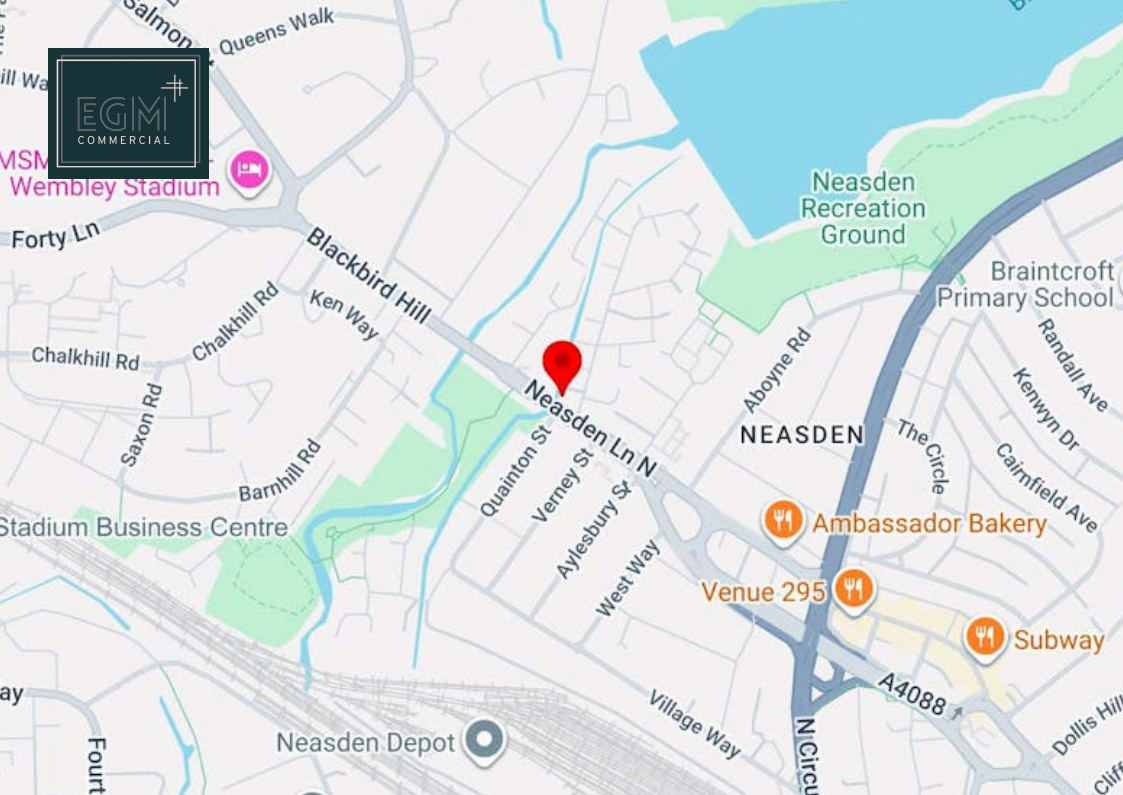 Salmon
Queens Walk
ill Wa
EGM
COMMERCIAL
MSM
Wembley Stadium
Forty Ln
Blackbird Hill
Neasden
Recreation
Ground
Braintcroft
Primary School
Chalkhill Rd
Ken Way
Chalkhill Rd
Saxon Rd
Barnhill Rd
Neasden Ln N
Quainton St
Verney St
Aylesbury St
West Way
Aboyne Rd
NEASDEN
Randall Ave
Kenwyn Dr
The Circle
Cairnfield Ave
Stadium Business Centre
Ambassador Bakery
Venue 295
Subway
A4088
Village Way
N Circu
Dollis Hill
Cliff
Neasden Depot
ay
Fourt